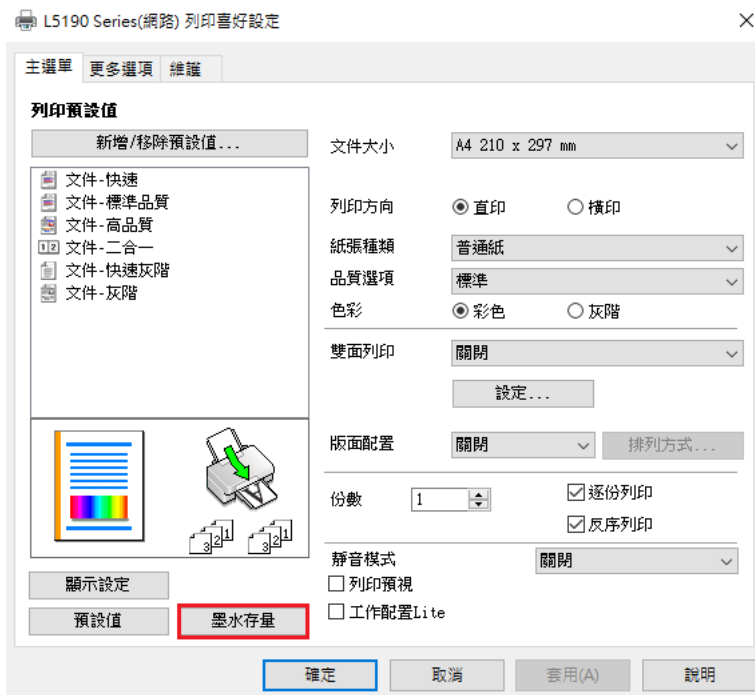 L5190 Series(網路) 列印喜好設定
主選單 更多選項 維護
列印預設值
新增/移除預設值...
文件-快速
文件-標準品質
文件-高品質
文件-二合一
文件-快速灰階
文件-灰階
顯示設定
預設值 墨水存量
文件大小 A4 210 x 297 mm
列印方向 直印 橫印
紙張種類 普通紙
品質選項 標準
色彩 彩色 灰階
雙面列印 關閉
設定...
版面配置 關閉 排列方式...
份數 1 逐份列印
反序列印
靜音模式 關閉
列印預視
工作配置Lite
確定 取消 套用(A) 說明